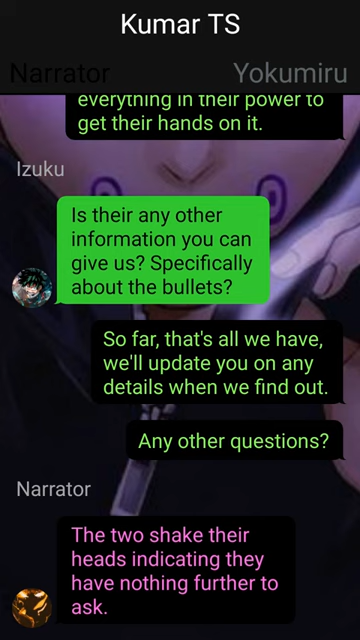 Kumar TS
Narrator
Yokumiru
everything in their power to
get their hands on it.
Izuku
Is their any other
information you can
give us? Specifically
about the bullets?
So far, that's all we have,
we'll update you on any
details when we find out.
Any other questions?
Narrator
The two shake their
heads indicating they
have nothing further to
ask.